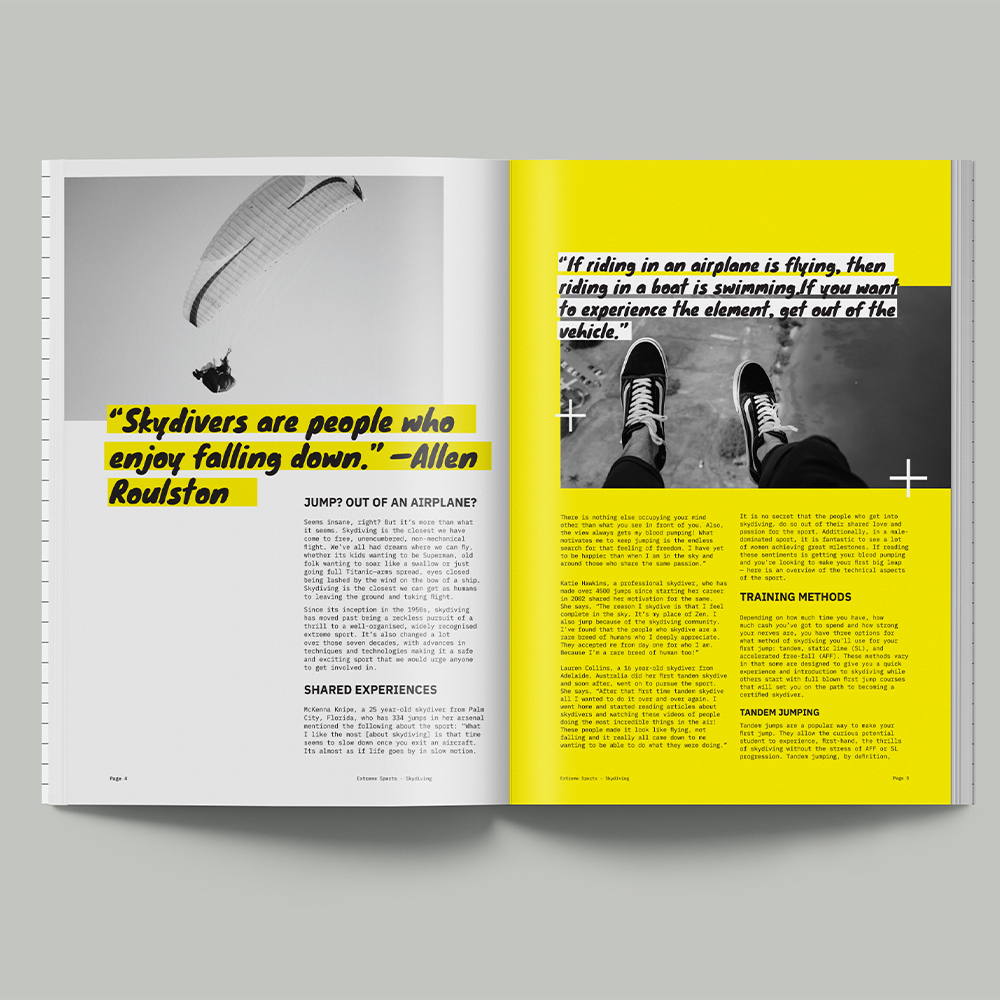 “Skydivers are people who
enjoy falling down.” —Allen
Roulston
JUMP? OUT OF AN AIRPLANE?
Seems insane, right? But it's more than what
it seems. Skydiving is the closest we have
come to free, unencumbered, non-mechanical
flight. We've all had dreams where we can fly,
whether its kids wanting to be Superman, old
folk wanting to soar like a swallow or just
going full Titanic—arms spread, eyes closed
being lashed by the wind on the bow of a ship.
Skydiving is the closest we can get as humans
to leaving the ground and taking flight.
Since its inception in the 1950s, skydiving
has moved past being a reckless pursuit of a
thrill to a well-organised, widely recognised
extreme sport. It's also changed a lot
over those seven decades, with advances in
techniques and technologies making it a safe
and exciting sport that we would urge anyone
to get involved in.
SHARED EXPERIENCES
McKenna Knipe, a 25 year-old skydiver from Palm
City, Florida, who has 334 jumps in her arsenal
mentioned the following about the sport: "What
I like the most [about skydiving] is that time
seems to slow down once you exit an aircraft.
Its almost as if life goes by in slow motion.
Page 4
Extreme Sports - Skydiving
“If riding in an airplane is flying, then
riding in a boat is swimming.If you want
to experience the element, get out of the
vehicle.”
There is nothing else occupying your mind
other than what you see in front of you. Also,
the view always gets my blood pumping! What
motivates me to keep jumping is the endless
search for that feeling of freedom. I have yet
to be happier than when I am in the sky and
around those who share the same passion."
Katie Hawkins, a professional skydiver, who has
made over 4500 jumps since starting her career
in 2002 shared her motivation for the same.
She says, "The reason I skydive is that I feel
complete in the sky. It's my place of Zen. I
also jump because of the skydiving community.
I've found that the people who skydive are a
rare breed of humans who I deeply appreciate.
They accepted me from day one for who I am.
Because I'm a rare breed of human too!"
Lauren Collins, a 16 year-old skydiver from
Adelaide, Australia did her first tandem skydive
and soon after, went on to pursue the sport.
She says, "After that first time tandem skydive
all I wanted to do it over and over again. I
went home and started reading articles about
skydivers and watching these videos of people
doing the most incredible things in the air!
These people made it look like flying, not
falling and it really all came down to me
wanting to be able to do what they were doing."
It is no secret that the people who get into
skydiving, do so out of their shared love and
passion for the sport. Additionally, in a male-
dominated sport, it is fantastic to see a lot
of women achieving great milestones. If reading
these sentiments is getting your blood pumping
and you're looking to make your first big leap
— here is an overview of the technical aspects
of the sport.
TRAINING METHODS
Depending on how much time you have, how
much cash you've got to spend and how strong
your nerves are, you have three options for
what method of skydiving you'll use for your
first jump: tandem, static line (SL), and
accelerated free-fall (AFF). These methods vary
in that some are designed to give you a quick
experience and introduction to skydiving while
others start with full blown first jump courses
that will set you on the path to becoming a
certified skydiver.
TANDEM JUMPING
Tandem jumps are a popular way to make your
first jump. They allow the curious potential
student to experience, first-hand, the thrills
of skydiving without the stress of AFF or SL
progression. Tandem jumping, by definition,
Extreme Sports - Skydiving
Page 5